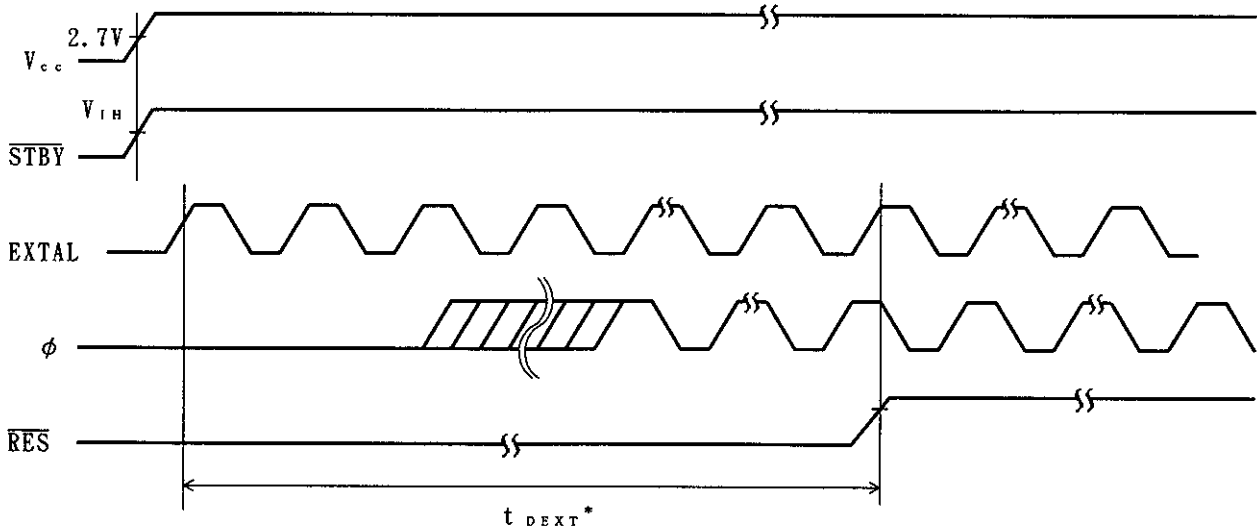 2.7V
Vcc
VIH
STBY
EXTAL
φ
RES
tDEXT*